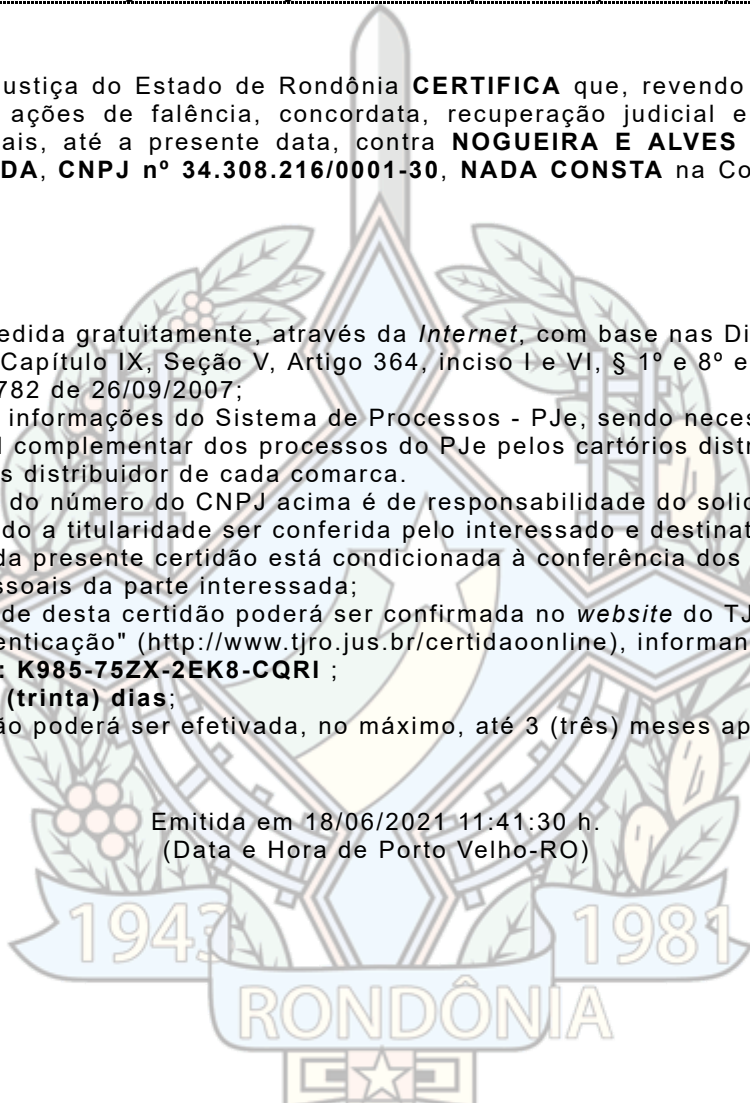 ustiça do Estado de Rondônia CERTIFICA que, revendo
ações de falência, concordata, recuperação judicial e
ais, até a presente data, contra NOGUEIRA E ALVES
DA, CNPJ nº 34.308.216/0001-30, NADA CONSTA na Co
edida gratuitamente, através da Internet, com base nas Di
Capítulo IX, Seção V, Artigo 364, inciso I e VI, § 1º e 8º e
782 de 26/09/2007;
informações do Sistema de Processos - PJe, sendo neces
l complementar dos processos do PJe pelos cartórios distr
s distribuidor de cada comarca.
do número do CNPJ acima é de responsabilidade do solic
do a titularidade ser conferida pelo interessado e destinat
da presente certidão está condicionada à conferência dos
ssoais da parte interessada;
de desta certidão poderá ser confirmada no website do TJ
enticação" (http://www.tjro.jus.br/certidaoonline), informan
: K985-75ZX-2EK8-CQRI ;
(trinta) dias;
ão poderá ser efetivada, no máximo, até 3 (três) meses ap
Emitida em 18/06/2021 11:41:30 h.
(Data e Hora de Porto Velho-RO)
1943 1981
RONDÔNIA